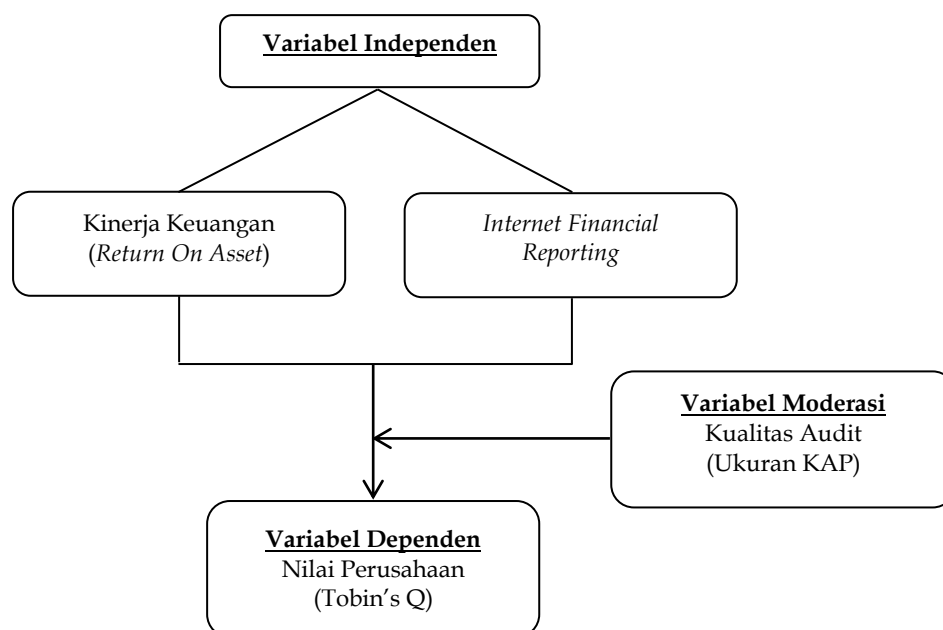 Variabel Independen
Kinerja Keuangan
(Return On Asset)
Internet Financial
Reporting
Variabel Moderasi
Kualitas Audit
(Ukuran KAP)
Variabel Dependen
Nilai Perusahaan
(Tobin’s Q)